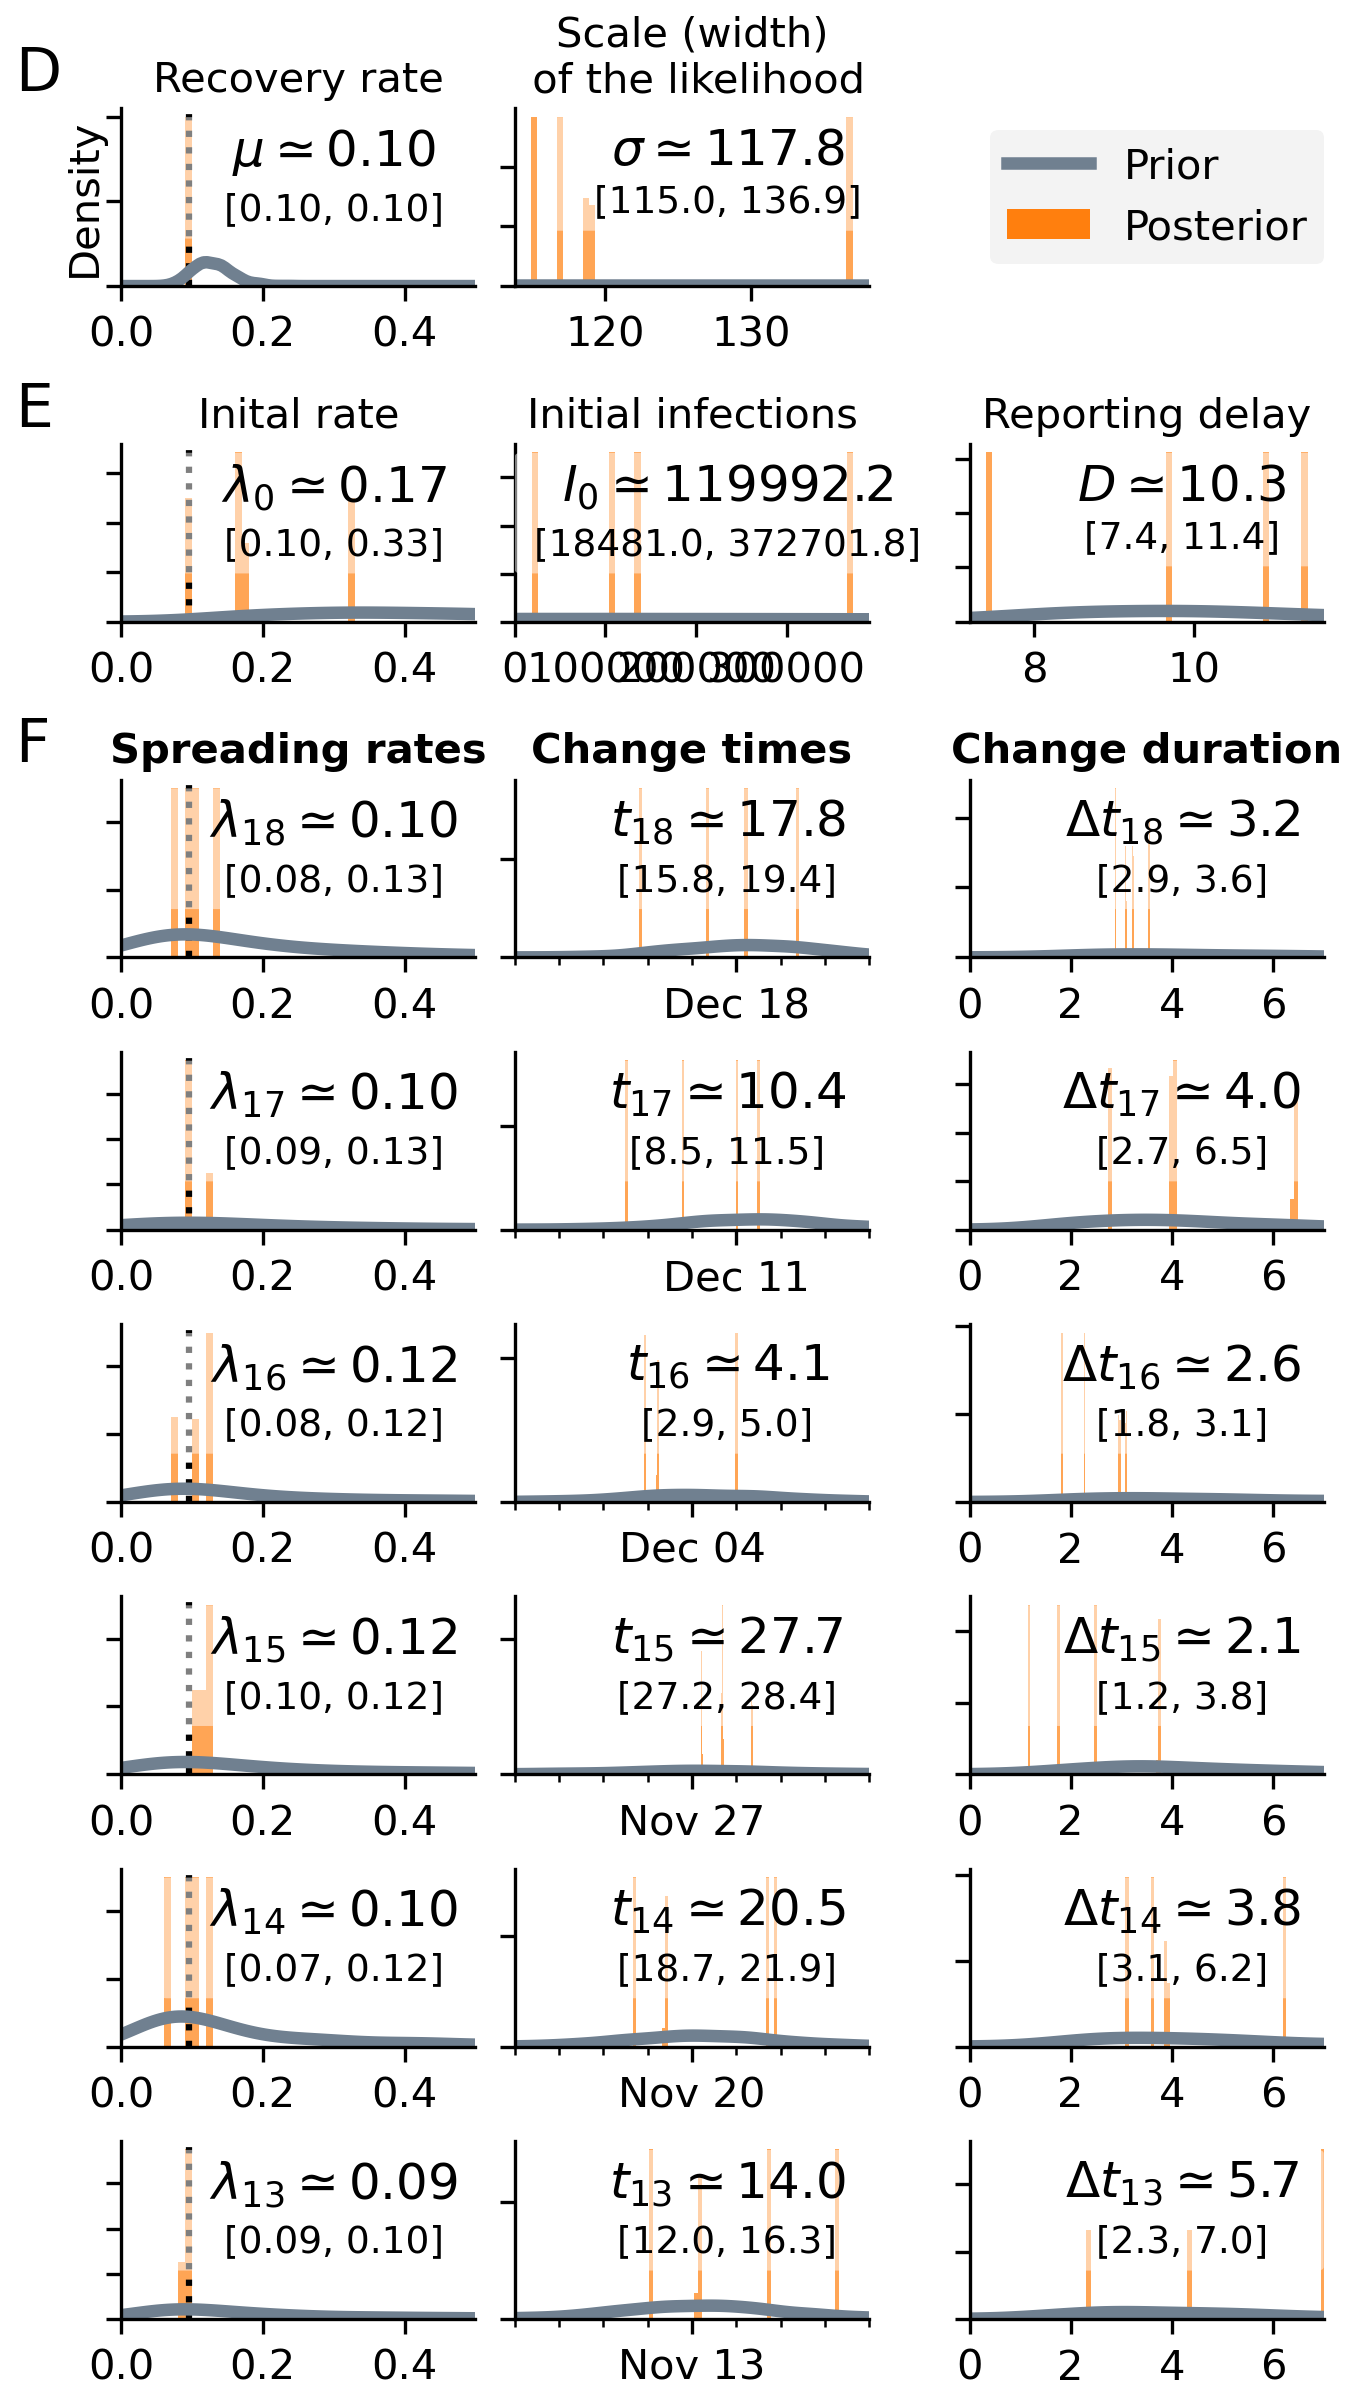 D
Recovery rate
Scale (width)
of the likelihood
Density
μ ≃ 0.10
[0.10, 0.10]
0.0 0.2 0.4
σ ≃ 117.8
[115.0, 136.9]
120 130
Prior
Posterior
E
Inital rate
λ0 ≃ 0.17
[0.10, 0.33]
0.0 0.2 0.4
Initial infections
I0 ≃ 119992.2
[18481.0, 372701.8]
0 100000 200000 300000
Reporting delay
D ≃ 10.3
[7.4, 11.4]
8 10
F
Spreading rates
Change times
Change duration
λ18 ≃ 0.10
[0.08, 0.13]
0.0 0.2 0.4
t18 ≃ 17.8
[15.8, 19.4]
Dec 18
Δt18 ≃ 3.2
[2.9, 3.6]
0 2 4 6
λ17 ≃ 0.10
[0.09, 0.13]
0.0 0.2 0.4
t17 ≃ 10.4
[8.5, 11.5]
Dec 11
Δt17 ≃ 4.0
[2.7, 6.5]
0 2 4 6
λ16 ≃ 0.12
[0.08, 0.12]
0.0 0.2 0.4
t16 ≃ 4.1
[2.9, 5.0]
Dec 04
Δt16 ≃ 2.6
[1.8, 3.1]
0 2 4 6
λ15 ≃ 0.12
[0.10, 0.12]
0.0 0.2 0.4
t15 ≃ 27.7
[27.2, 28.4]
Nov 27
Δt15 ≃ 2.1
[1.2, 3.8]
0 2 4 6
λ14 ≃ 0.10
[0.07, 0.12]
0.0 0.2 0.4
t14 ≃ 20.5
[18.7, 21.9]
Nov 20
Δt14 ≃ 3.8
[3.1, 6.2]
0 2 4 6
λ13 ≃ 0.09
[0.09, 0.10]
0.0 0.2 0.4
t13 ≃ 14.0
[12.0, 16.3]
Nov 13
Δt13 ≃ 5.7
[2.3, 7.0]
0 2 4 6